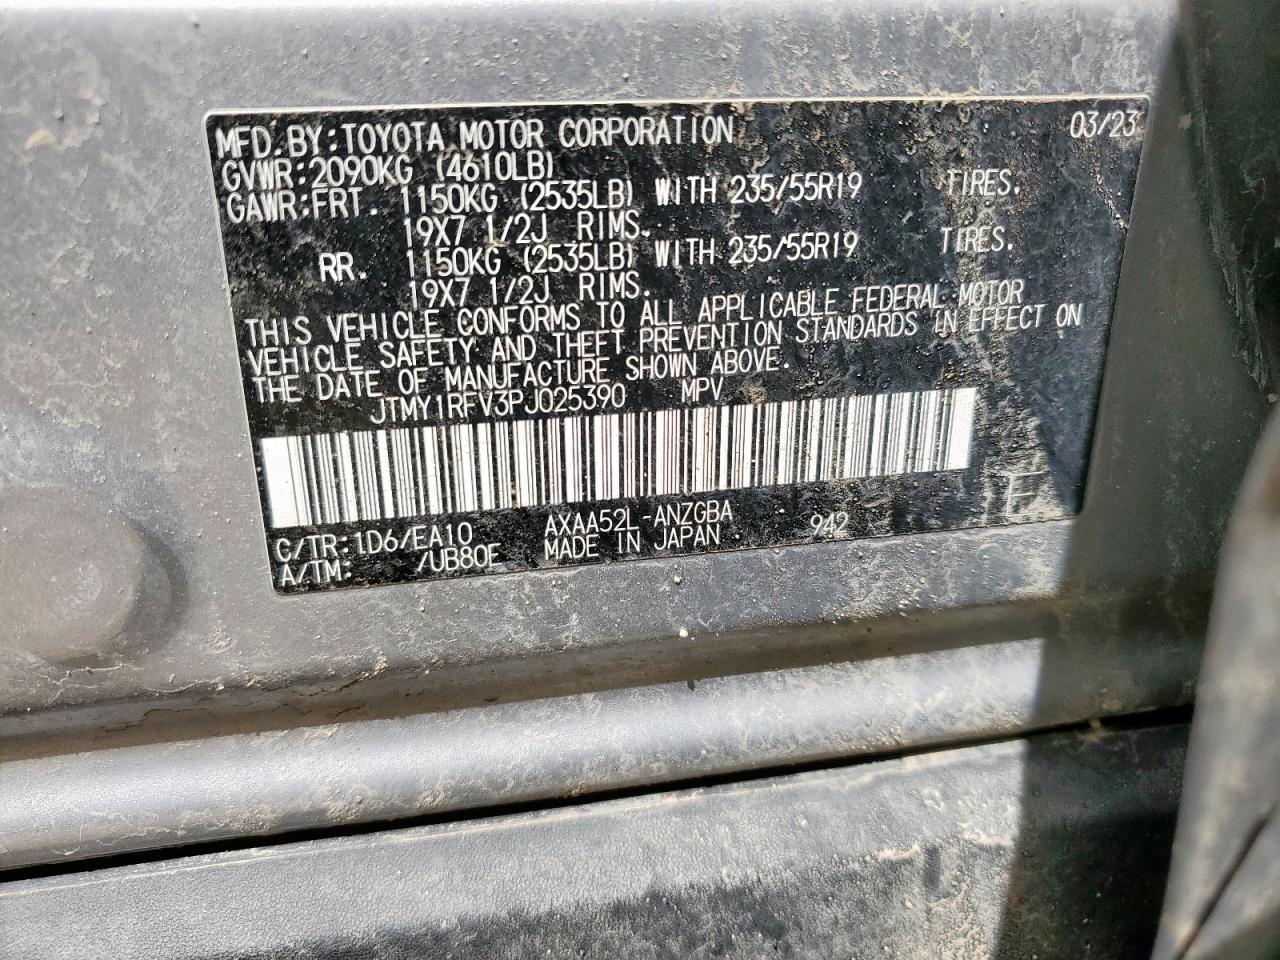 MFD. BY: TOYOTA MOTOR CORPORATION 03/23
GVWR: 2090KG (4610LB)
GAWR: FRT. 1150KG (2535LB) WITH 235/55R19 TIRES.
19X7 1/2J RIMS.
RR. 1150KG (2535LB) WITH 235/55R19 TIRES.
19X7 1/2J RIMS.
THIS VEHICLE CONFORMS TO ALL APPLICABLE FEDERAL MOTOR
VEHICLE SAFETY AND THEFT PREVENTION STANDARDS IN EFFECT ON
THE DATE OF MANUFACTURE SHOWN ABOVE.
JTMY1RFV3PJ025390 MPV
C/TR: 1D6/EA10 AXAA52L-ANZGBA 942
A/TM: /UB80E MADE IN JAPAN